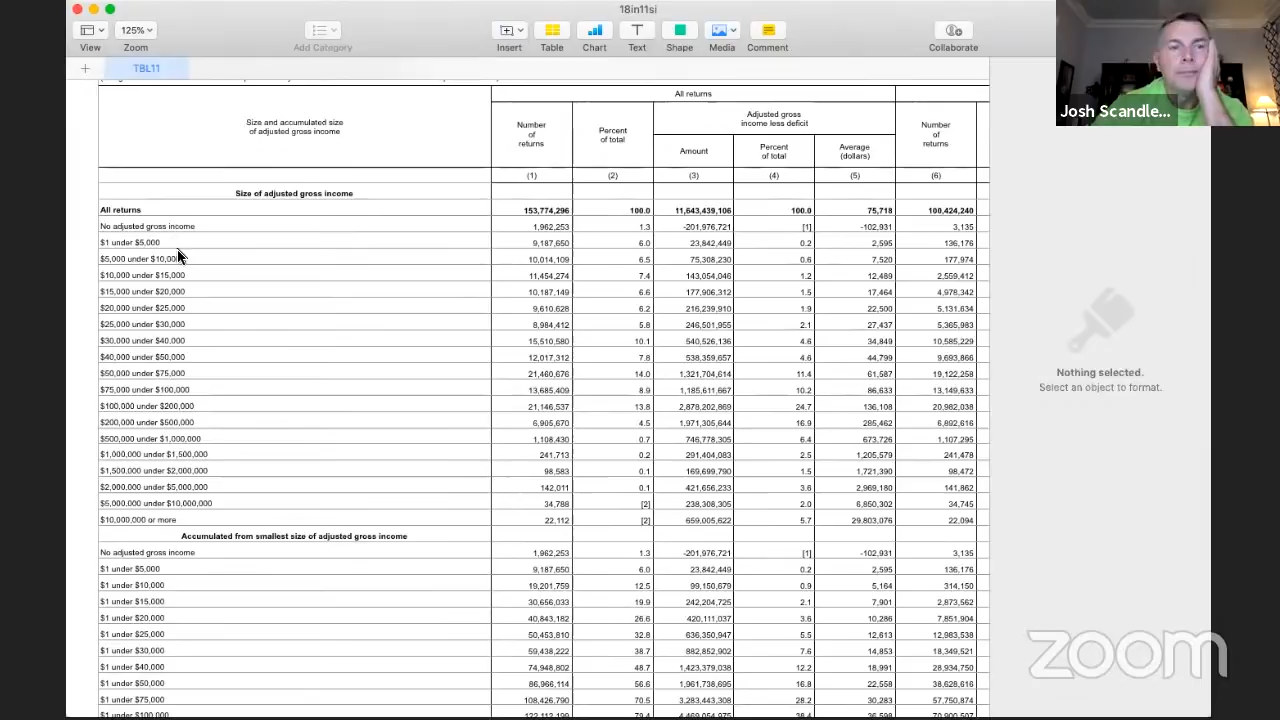 18in11si
125%
View
Zoom
Add Category
Insert
Table
Chart
Text
Shape
Media
Comment
Collaborate
Josh Scandle...
+
TBL11
Size and accumulated size
of adjusted gross income
All returns
Number
of
returns
Percent
of total
Adjusted gross
income less deficit
Amount
Percent
of total
Average
(dollars)
Number
of
returns
(1) (2) (3) (4) (5) (6)
Size of adjusted gross income
All returns 153,774,296 100.0 11,643,439,106 100.0 75,718 100,424,240
No adjusted gross income 1,962,253 1.3 -201,976,721 [1] -102,931 3,135
$1 under $5,000 9,187,650 6.0 23,842,449 0.2 2,595 136,176
$5,000 under $10,000 10,014,109 6.5 75,308,230 0.6 7,520 177,974
$10,000 under $15,000 11,454,274 7.4 143,054,046 1.2 12,489 2,559,412
$15,000 under $20,000 10,187,149 6.6 177,906,312 1.5 17,464 4,978,342
$20,000 under $25,000 9,610,628 6.2 216,239,910 1.9 22,500 5,131,834
$25,000 under $30,000 8,984,412 5.8 246,501,955 2.1 27,437 5,365,983
$30,000 under $40,000 15,510,580 10.1 540,526,136 4.6 34,849 10,585,229
$40,000 under $50,000 12,017,312 7.8 538,359,657 4.6 44,799 9,693,866
$50,000 under $75,000 21,460,676 14.0 1,321,704,614 11.4 61,587 19,122,258
$75,000 under $100,000 13,685,409 8.9 1,185,611,667 10.2 86,633 13,149,633
$100,000 under $200,000 21,146,537 13.8 2,878,202,869 24.7 136,108 20,982,038
$200,000 under $500,000 6,905,670 4.5 1,971,305,644 16.9 285,462 6,892,616
$500,000 under $1,000,000 1,108,430 0.7 746,778,305 6.4 673,726 1,107,295
$1,000,000 under $1,500,000 241,713 0.2 291,404,083 2.5 1,205,579 241,478
$1,500,000 under $2,000,000 98,583 0.1 169,699,790 1.5 1,721,390 98,472
$2,000,000 under $5,000,000 142,011 0.1 421,656,233 3.6 2,969,180 141,862
$5,000,000 under $10,000,000 34,788 [2] 238,308,305 2.0 6,850,302 34,745
$10,000,000 or more 22,112 [2] 659,005,622 5.7 29,803,076 22,094
Accumulated from smallest size of adjusted gross income
No adjusted gross income 1,962,253 1.3 -201,976,721 [1] -102,931 3,135
$1 under $5,000 9,187,650 6.0 23,842,449 0.2 2,595 136,176
$1 under $10,000 19,201,759 12.5 99,150,679 0.9 5,164 314,150
$1 under $15,000 30,656,033 19.9 242,204,725 2.1 7,901 2,873,562
$1 under $20,000 40,843,182 26.6 420,111,037 3.6 10,286 7,851,904
$1 under $25,000 50,453,810 32.8 636,350,947 5.5 12,613 12,983,538
$1 under $30,000 59,438,222 38.7 882,852,902 7.6 14,853 18,349,521
$1 under $40,000 74,948,802 48.7 1,423,379,038 12.2 18,991 28,934,750
$1 under $50,000 86,966,114 56.6 1,961,738,695 16.8 22,558 38,628,616
$1 under $75,000 108,426,790 70.5 3,283,443,308 28.2 30,283 57,750,874
$1 under $100,000 122,112,199 79.4 4,469,054,975 38.4 36,598 70,900,507
Nothing selected.
Select an object to format.
zoom